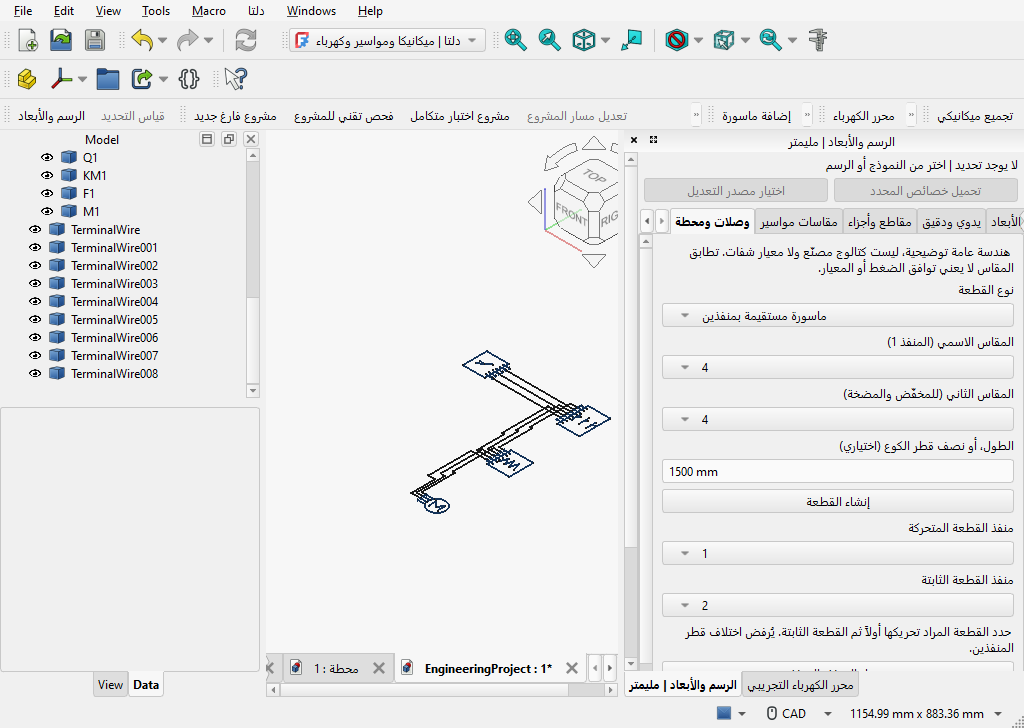 File Edit View Tools Macro دلتا Windows Help
دلتا | ميكانيكا ومواسير وكهرباء
الرسم والأبعاد قياس التحديد مشروع فارغ جديد فحص تقني للمشروع مشروع اختبار متكامل تعديل مسار المشروع إضافة ماسورة محرر الكهرباء تجميع ميكانيكي
Model
Q1
KM1
F1
M1
TerminalWire
TerminalWire001
TerminalWire002
TerminalWire003
TerminalWire004
TerminalWire005
TerminalWire006
TerminalWire007
TerminalWire008
View Data
TOP
FRONT
RIG
M
محطة : 1
EngineeringProject : 1*
الرسم والأبعاد | مليمتر
لا يوجد تحديد | اختر من النموذج أو الرسم
اختيار مصدر التعديل تحميل خصائص المحدد
وصلات ومحطة مقاسات مواسير مقاطع وأجزاء يدوي ودقيق الأبعاد
هندسة عامة توضيحية، ليست كتالوج مصنّع ولا معيار شفات. تطابق
المقاس لا يعني توافق الضغط أو المعيار.
نوع القطعة
ماسورة مستقيمة بمنفذين
المقاس الاسمي (المنفذ 1)
4
المقاس الثاني (للمخفّض والمضخة)
4
الطول، أو نصف قطر الكوع (اختياري)
1500 mm
إنشاء القطعة
منفذ القطعة المتحركة
1
منفذ القطعة الثابتة
2
حدد القطعة المراد تحريكها أولاً ثم القطعة الثابتة. يُرفض اختلاف قطر
المنفذين.
الرسم والأبعاد | مليمتر محرر الكهرباء التجريبي
CAD 1154.99 mm x 883.36 mm